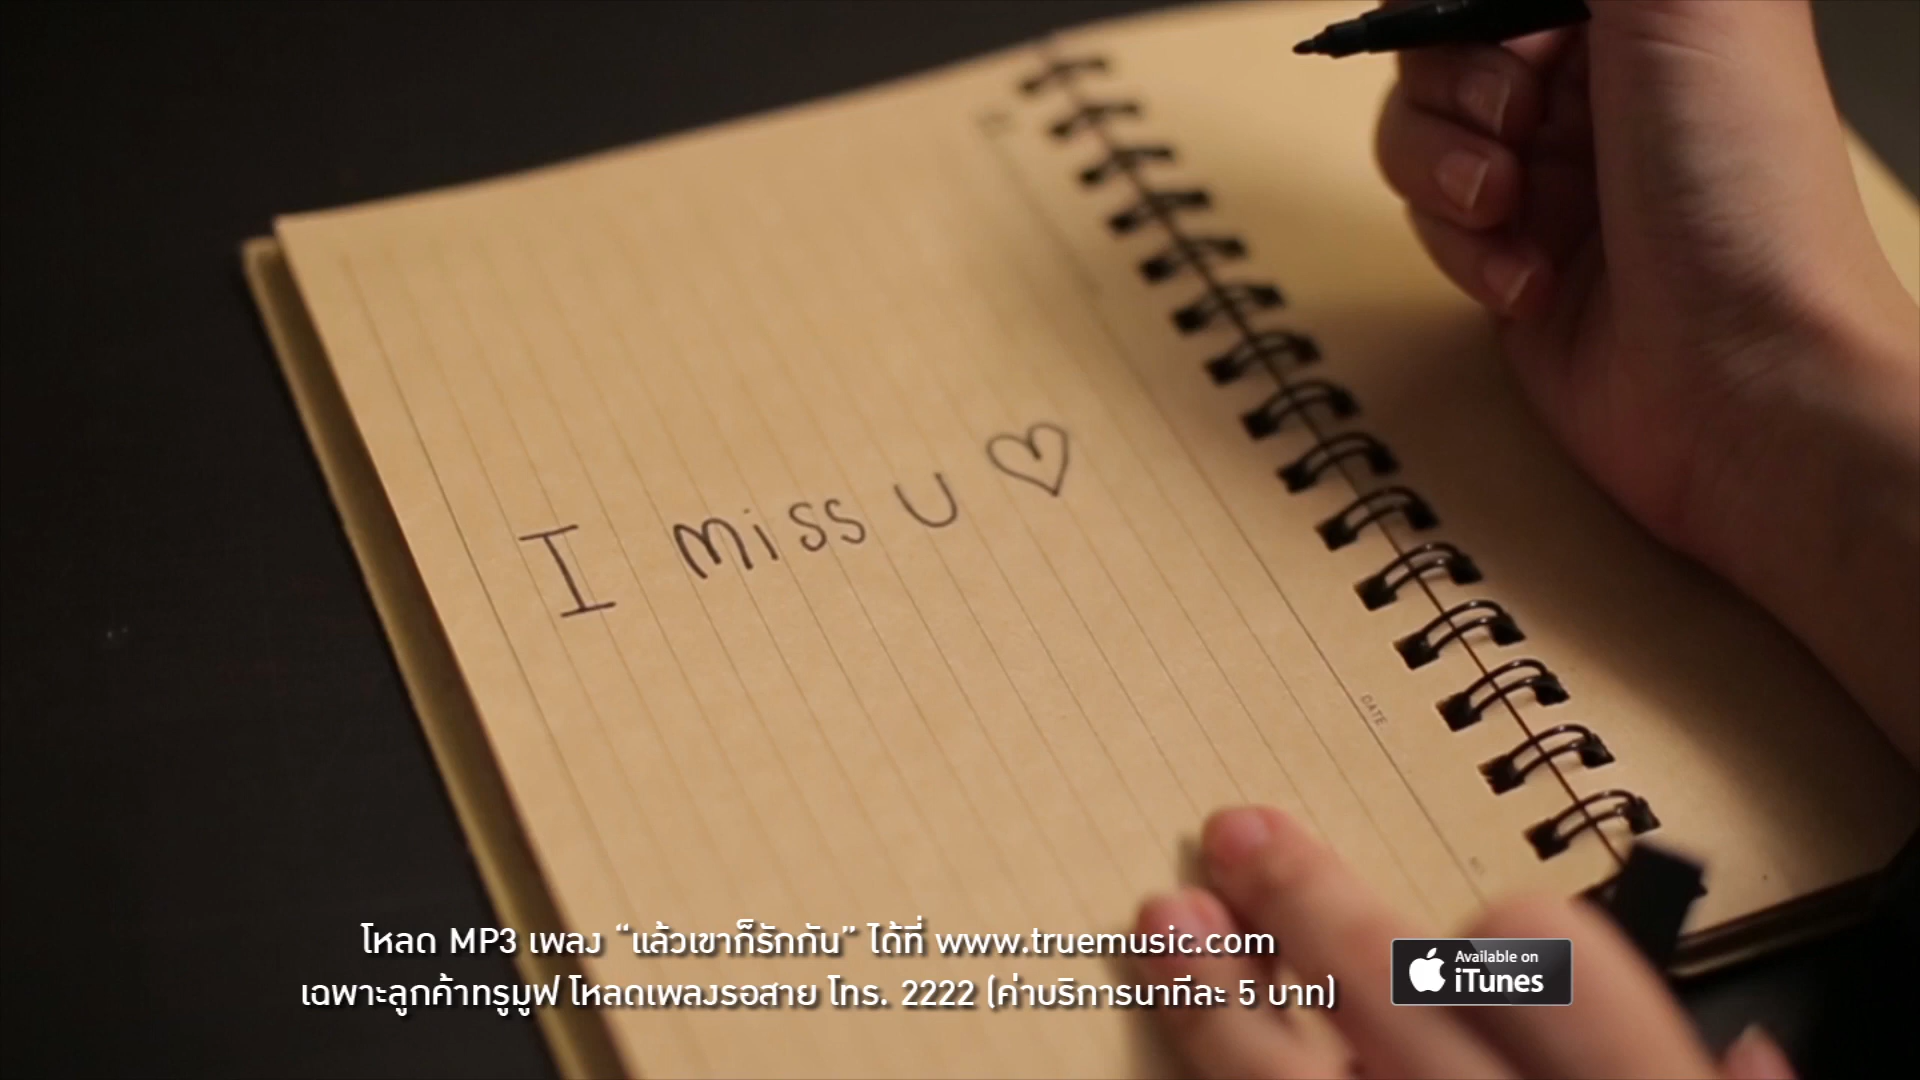 I miss u ♡
DATE
โหลด MP3 เพลง “แล้วเขาก็รักกัน” ได้ที่ www.truemusic.com
เฉพาะลูกค้าทรูมูฟ โหลดเพลงรอสาย โทร. 2222 (ค่าบริการนาทีละ 5 บาท)
Available on
iTunes